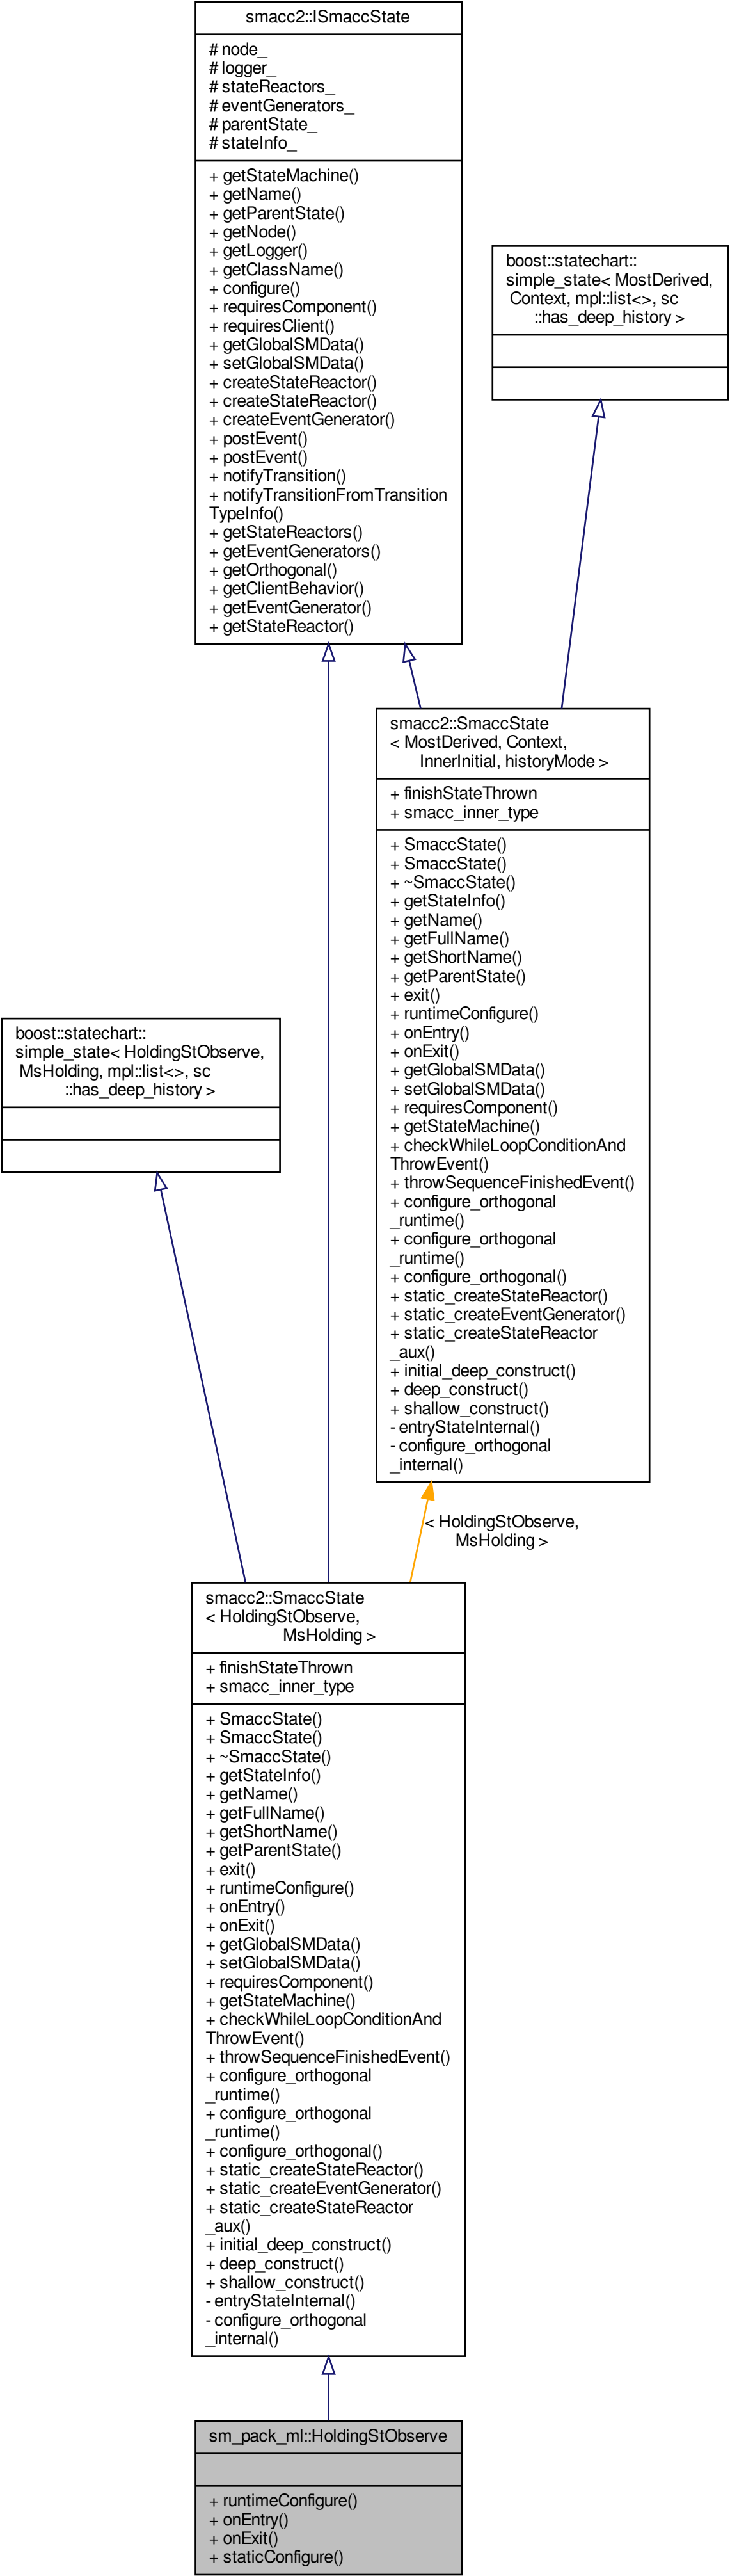 smacc2::ISmaccState
# node_
# logger_
# stateReactors_
# eventGenerators_
# parentState_
# stateInfo_
+ getStateMachine()
+ getName()
+ getParentState()
+ getNode()
+ getLogger()
+ getClassName()
+ configure()
+ requiresComponent()
+ requiresClient()
+ getGlobalSMData()
+ setGlobalSMData()
+ createStateReactor()
+ createStateReactor()
+ createEventGenerator()
+ postEvent()
+ postEvent()
+ notifyTransition()
+ notifyTransitionFromTransition
TypeInfo()
+ getStateReactors()
+ getEventGenerators()
+ getOrthogonal()
+ getClientBehavior()
+ getEventGenerator()
+ getStateReactor()
boost::statechart::
simple_state< MostDerived,
Context, mpl::list<>, sc
::has_deep_history >
smacc2::SmaccState
< MostDerived, Context,
InnerInitial, historyMode >
+ finishStateThrown
+ smacc_inner_type
+ SmaccState()
+ SmaccState()
+ ~SmaccState()
+ getStateInfo()
+ getName()
+ getFullName()
+ getShortName()
+ getParentState()
+ exit()
+ runtimeConfigure()
+ onEntry()
+ onExit()
+ getGlobalSMData()
+ setGlobalSMData()
+ requiresComponent()
+ getStateMachine()
+ checkWhileLoopConditionAnd
ThrowEvent()
+ throwSequenceFinishedEvent()
+ configure_orthogonal
_runtime()
+ configure_orthogonal
_runtime()
+ configure_orthogonal()
+ static_createStateReactor()
+ static_createEventGenerator()
+ static_createStateReactor
_aux()
+ initial_deep_construct()
+ deep_construct()
+ shallow_construct()
- entryStateInternal()
- configure_orthogonal
_internal()
boost::statechart::
simple_state< HoldingStObserve,
MsHolding, mpl::list<>, sc
::has_deep_history >
< HoldingStObserve,
MsHolding >
smacc2::SmaccState
< HoldingStObserve,
MsHolding >
+ finishStateThrown
+ smacc_inner_type
+ SmaccState()
+ SmaccState()
+ ~SmaccState()
+ getStateInfo()
+ getName()
+ getFullName()
+ getShortName()
+ getParentState()
+ exit()
+ runtimeConfigure()
+ onEntry()
+ onExit()
+ getGlobalSMData()
+ setGlobalSMData()
+ requiresComponent()
+ getStateMachine()
+ checkWhileLoopConditionAnd
ThrowEvent()
+ throwSequenceFinishedEvent()
+ configure_orthogonal
_runtime()
+ configure_orthogonal
_runtime()
+ configure_orthogonal()
+ static_createStateReactor()
+ static_createEventGenerator()
+ static_createStateReactor
_aux()
+ initial_deep_construct()
+ deep_construct()
+ shallow_construct()
- entryStateInternal()
- configure_orthogonal
_internal()
sm_pack_ml::HoldingStObserve
+ runtimeConfigure()
+ onEntry()
+ onExit()
+ staticConfigure()